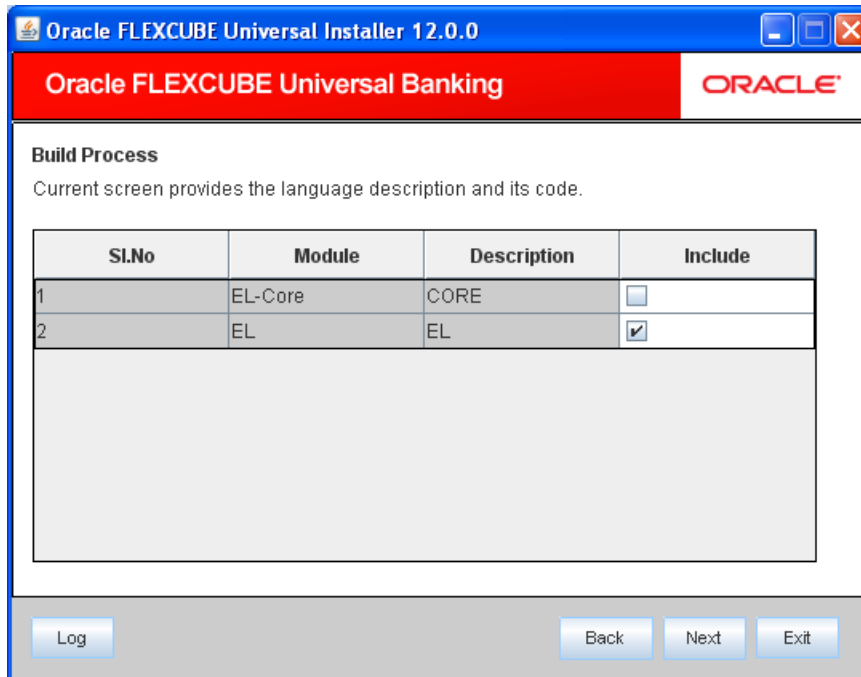 Oracle FLEXCUBE Universal Installer 12.0.0
Oracle FLEXCUBE Universal Banking
ORACLE
Build Process
Current screen provides the language description and its code.
Sl.No Module Description Include
1 EL-Core CORE
2 EL EL
Log Back Next Exit